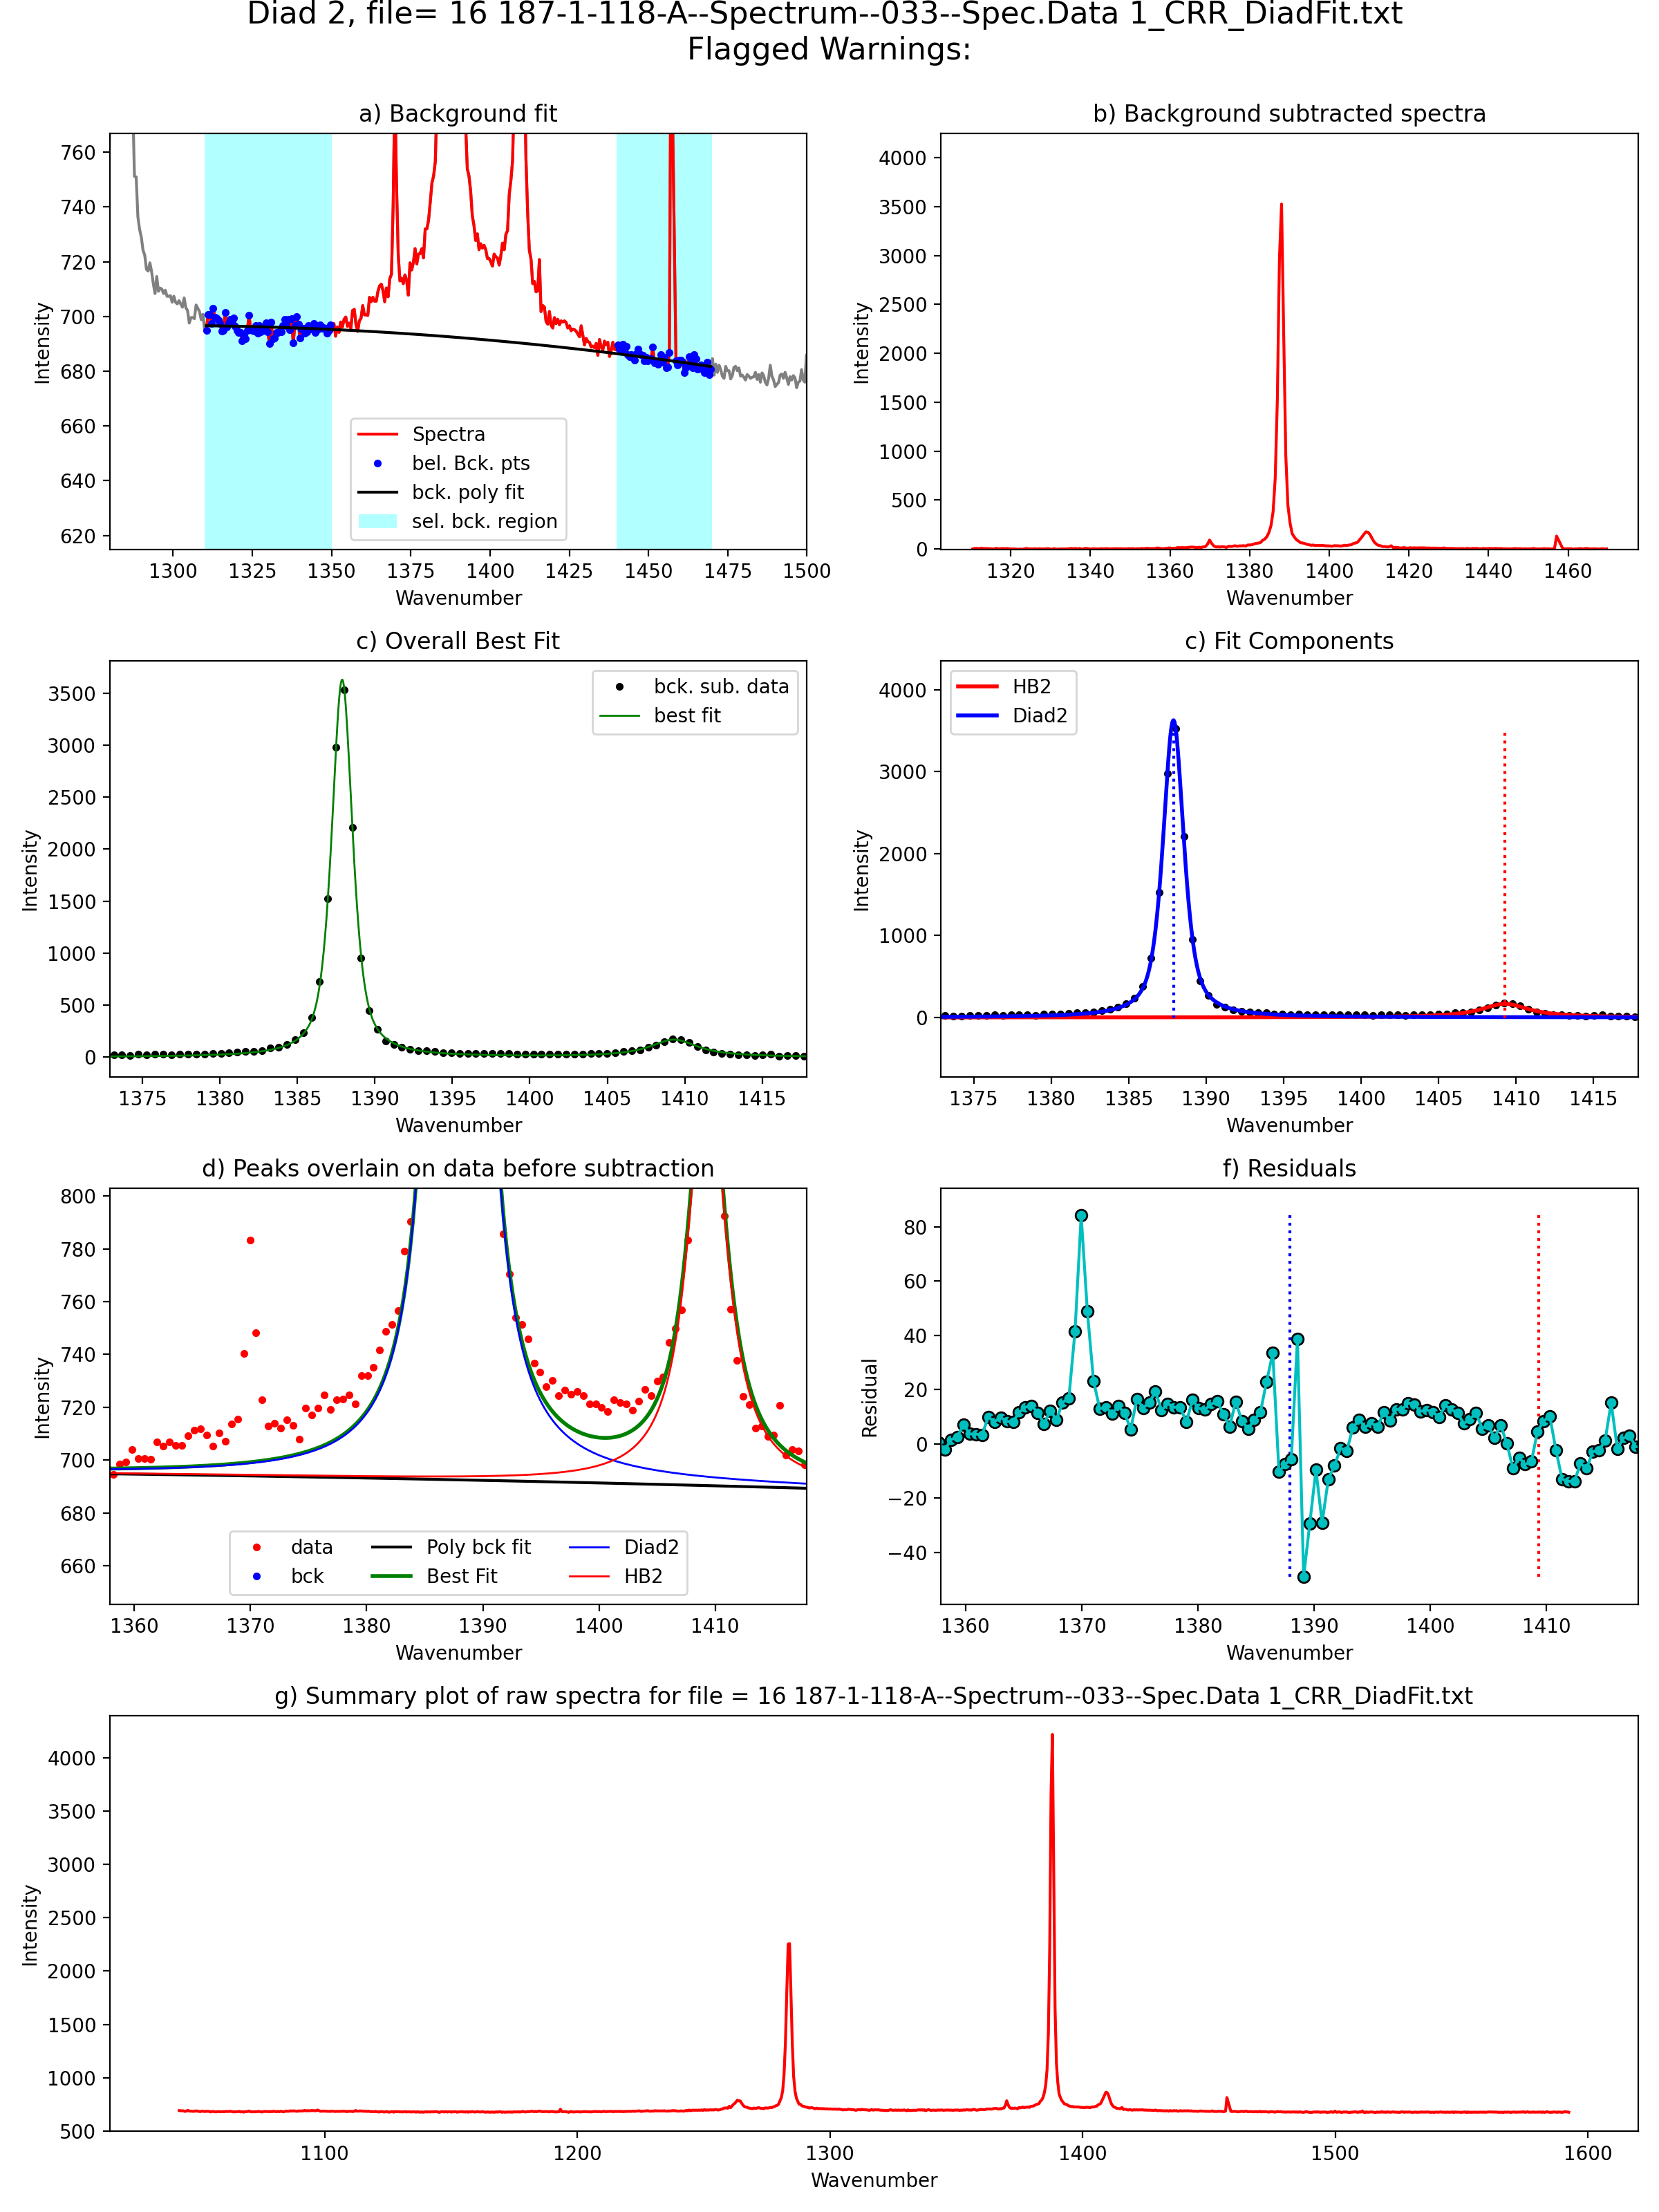 Diad 2, file= 16 187-1-118-A--Spectrum--033--Spec.Data 1_CRR_DiadFit.txt
Flagged Warnings:
a) Background fit
760
740
720
700
680
660
640
620
Intensity
Spectra
bel. Bck. pts
bck. poly fit
sel. bck. region
1300 1325 1350 1375 1400 1425 1450 1475 1500
Wavenumber
b) Background subtracted spectra
4000
3500
3000
2500
2000
1500
1000
500
0
Intensity
1320 1340 1360 1380 1400 1420 1440 1460
Wavenumber
c) Overall Best Fit
3500
3000
2500
2000
1500
1000
500
0
Intensity
bck. sub. data
best fit
1375 1380 1385 1390 1395 1400 1405 1410 1415
Wavenumber
c) Fit Components
4000
3000
2000
1000
0
Intensity
HB2
Diad2
1375 1380 1385 1390 1395 1400 1405 1410 1415
Wavenumber
d) Peaks overlain on data before subtraction
800
780
760
740
720
700
680
660
Intensity
data Poly bck fit Diad2
bck Best Fit HB2
1360 1370 1380 1390 1400 1410
Wavenumber
f) Residuals
80
60
40
20
0
−20
−40
Residual
1360 1370 1380 1390 1400 1410
Wavenumber
g) Summary plot of raw spectra for file = 16 187-1-118-A--Spectrum--033--Spec.Data 1_CRR_DiadFit.txt
4000
3500
3000
2500
2000
1500
1000
500
Intensity
1100 1200 1300 1400 1500 1600
Wavenumber